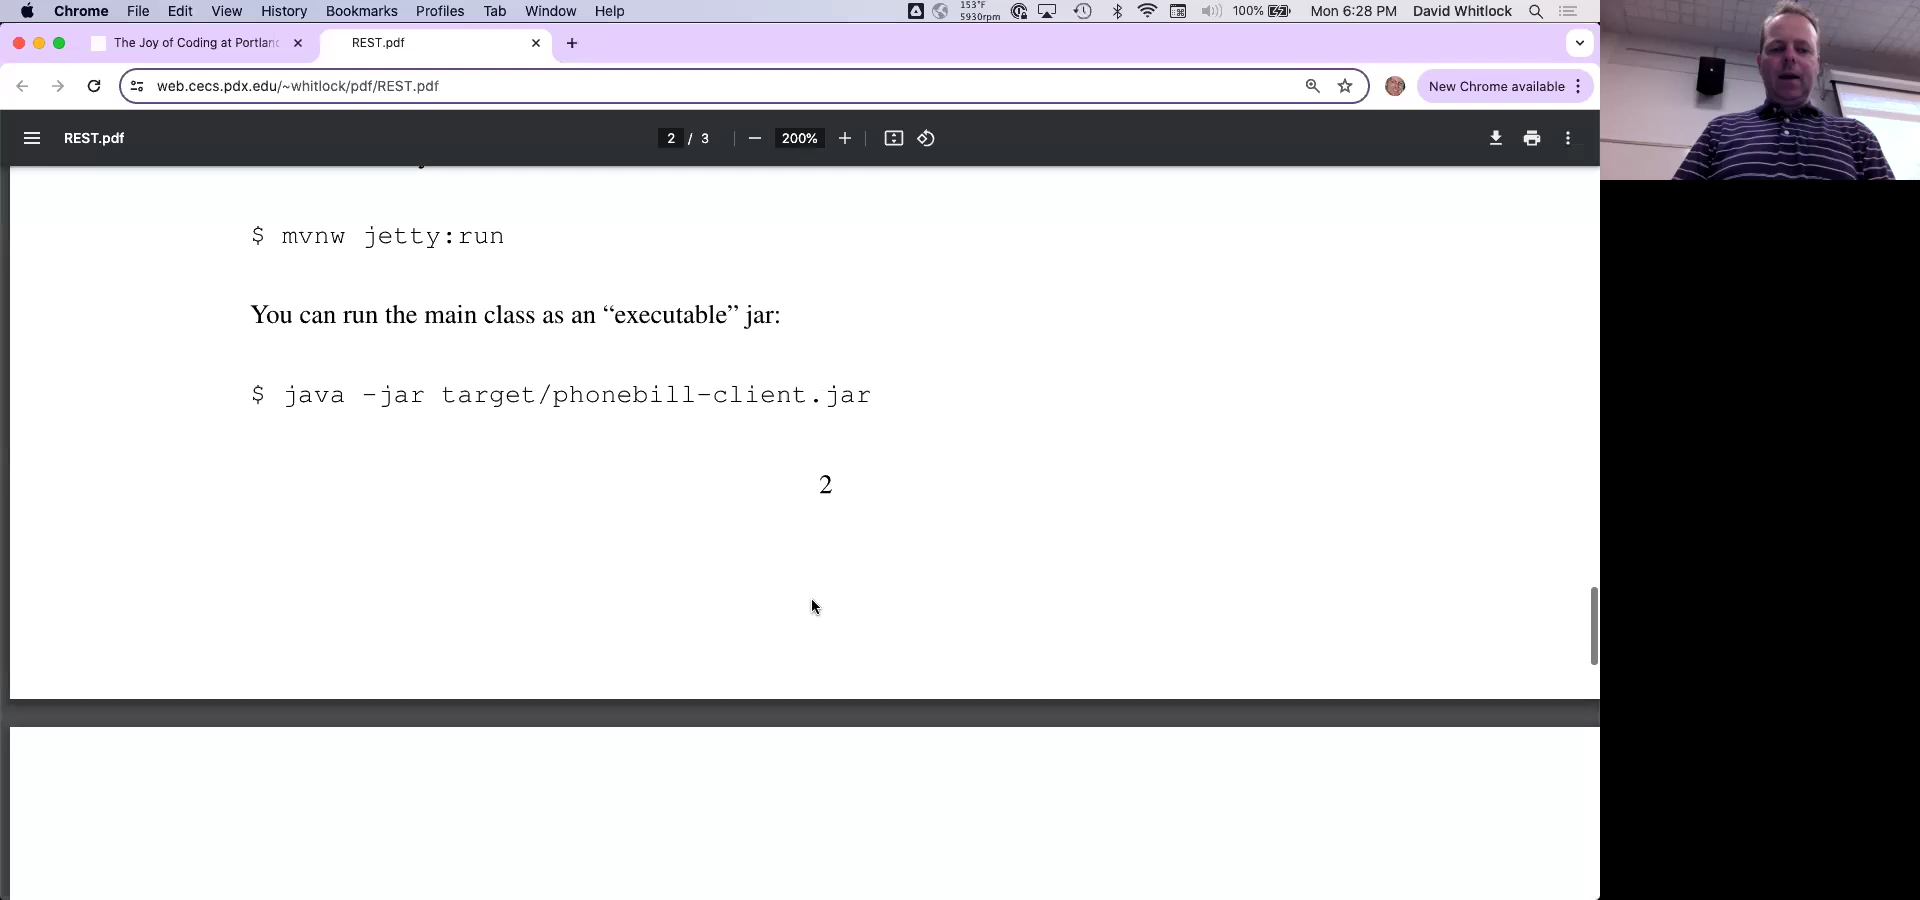 Chrome File Edit View History Bookmarks Profiles Tab Window Help 153°F 5930rpm 100% Mon 6:28 PM David Whitlock
The Joy of Coding at Portlan REST.pdf
web.cecs.pdx.edu/~whitlock/pdf/REST.pdf New Chrome available
REST.pdf 2 / 3 200%
$ mvnw jetty:run
You can run the main class as an “executable” jar:
$ java -jar target/phonebill-client.jar
2